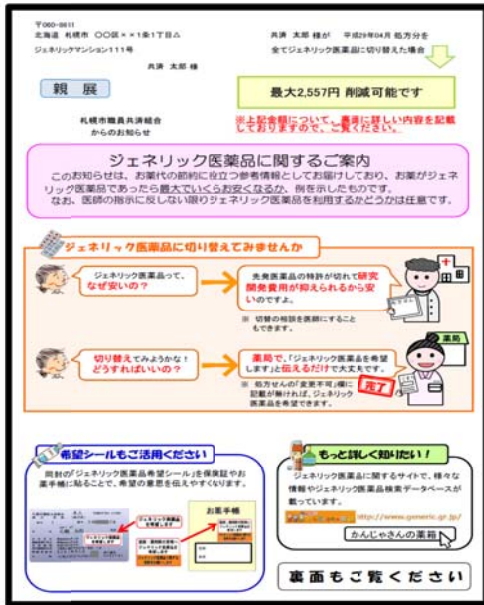 〒060-8611
北海道 札幌市 〇〇区××1条1丁目△
ジェネリックマンション111号
共済 太郎 様
親 展
札幌市職員共済組合
からのお知らせ
共済 太郎 様が 平成29年04月 処方分を
全てジェネリック医薬品に切り替えた場合
最大2,557円 削減可能です
※上記金額について、裏面に詳しい内容を記載
しておりますので、ご覧ください。
ジェネリック医薬品に関するご案内
このお知らせは、お薬代の節約に役立つ参考情報としてお届けしており、お薬がジェネ
リック医薬品であったら最大でいくらお安くなるか、例を示したものです。
なお、医師の指示に反しない限りジェネリック医薬品を利用するかどうかは任意です。
ジェネリック医薬品に切り替えてみませんか
ジェネリック医薬品って、
なぜ安いの？
先発医薬品の特許が切れて研究
開発費用が抑えられるから安
いのですよ。
※ 切替の相談を医師にすること
もできます。
切り替えてみようかな！
どうすればいいの？
薬局で、「ジェネリック医薬品を希望
します」と伝えるだけで大丈夫です。
※ 処方せんの「変更不可」欄に
記載が無ければ、ジェネリック
医薬品を希望できます。
薬局
完了
希望シールもご活用ください
同封の「ジェネリック医薬品希望シール」を保険証やお
薬手帳に貼ることで、希望の意思を伝えやすくなります。
お薬手帳
もっと詳しく知りたい！
ジェネリック医薬品に関するサイトで、様々な
情報やジェネリック医薬品検索データベースが
載っています。
http://www.generic.gr.jp/
かんじゃさんの薬箱
裏面もご覧ください